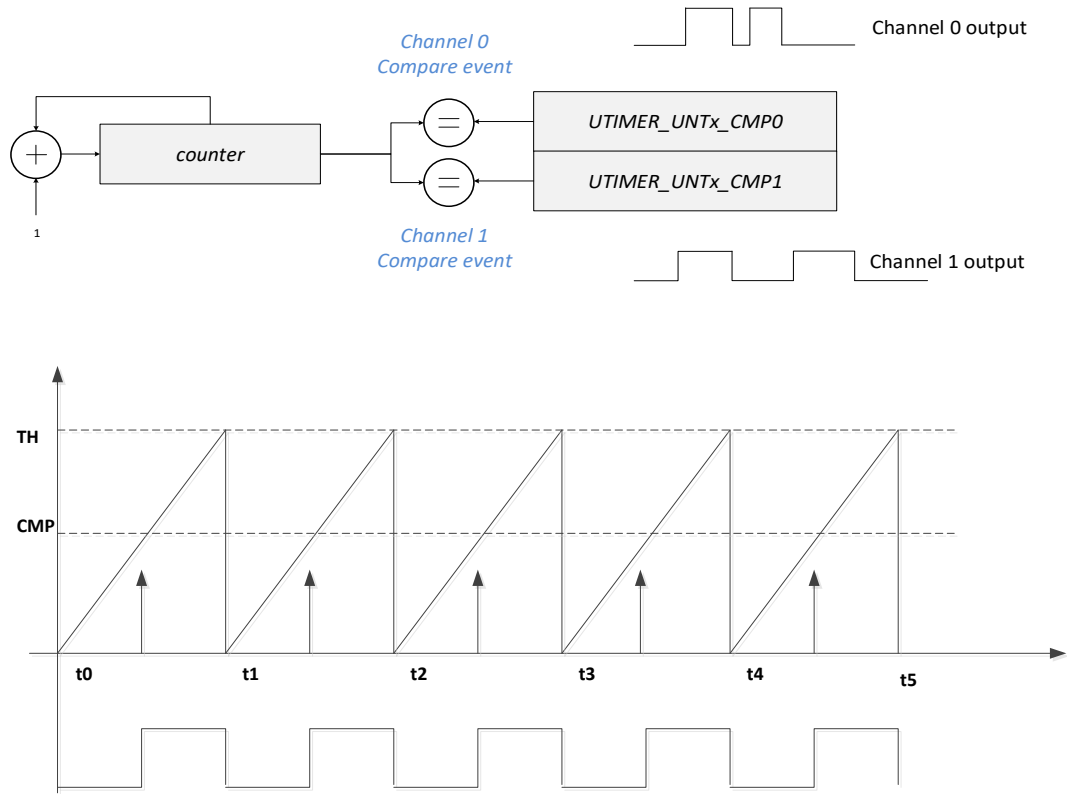 Channel 0
Compare event
Channel 0 output
+
counter
=
UTIMER_UNTx_CMP0
=
UTIMER_UNTx_CMP1
1
Channel 1
Compare event
Channel 1 output
TH
CMP
t0
t1
t2
t3
t4
t5